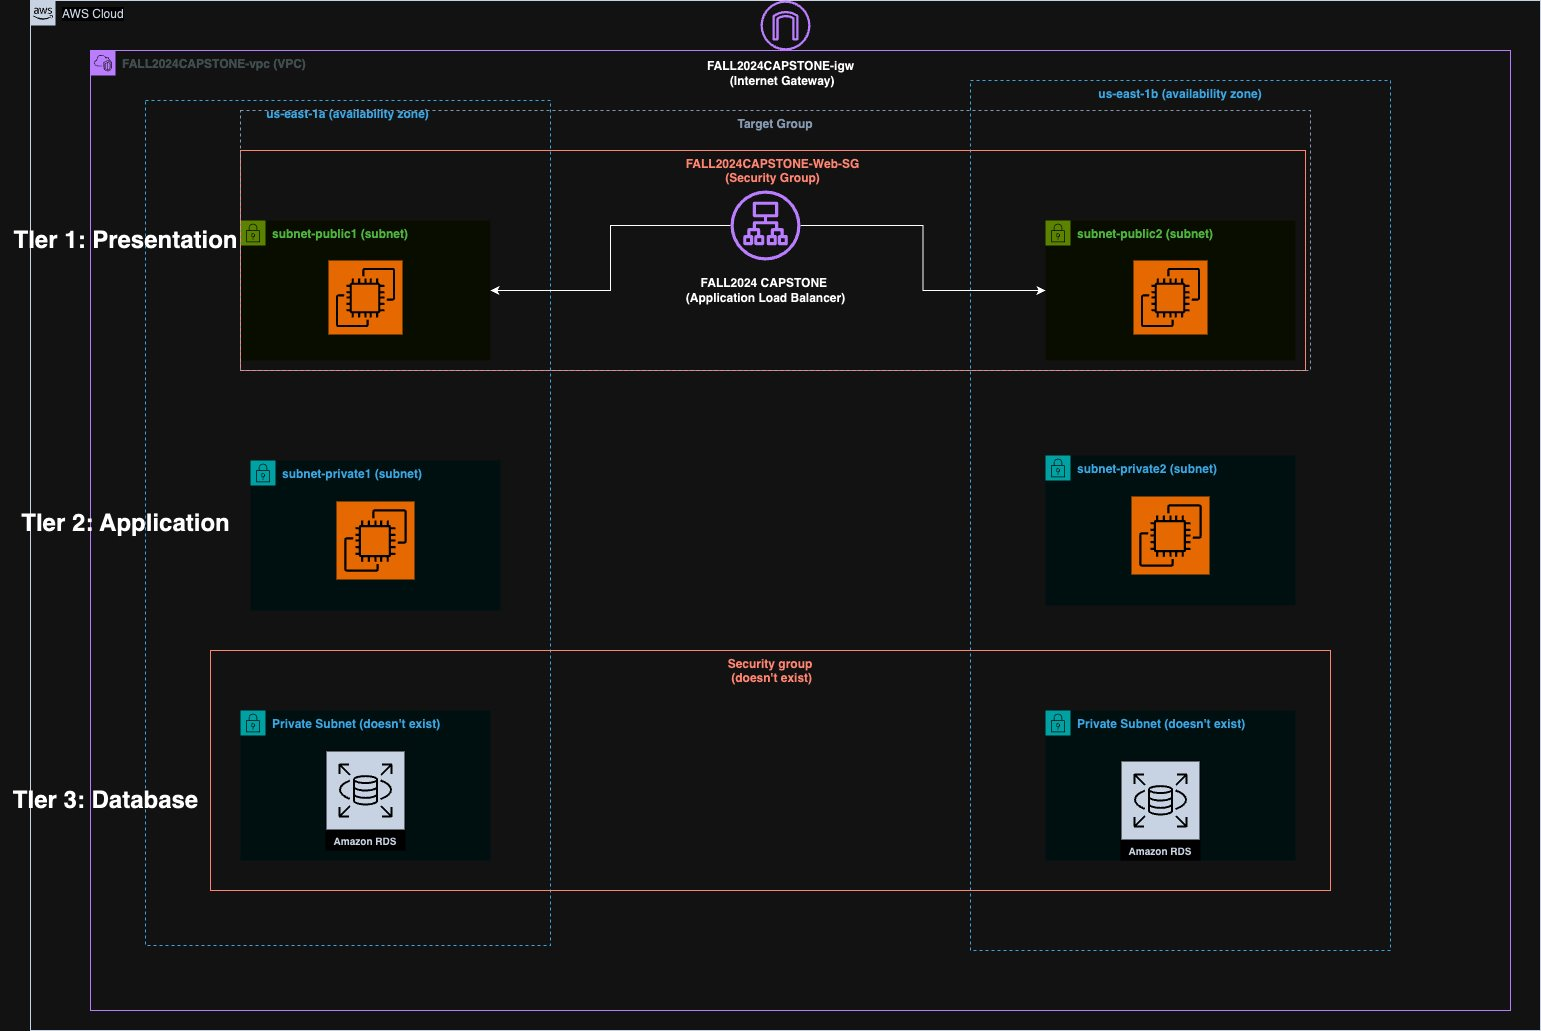 aws
AWS Cloud
FALL2024CAPSTONE-vpc (VPC)
FALL2024CAPSTONE-igw
(Internet Gateway)
us-east-1a (availability zone)
us-east-1b (availability zone)
Target Group
FALL2024CAPSTONE-Web-SG
(Security Group)
TIer 1: Presentation
subnet-public1 (subnet)
subnet-public2 (subnet)
FALL2024 CAPSTONE
(Application Load Balancer)
subnet-private1 (subnet)
subnet-private2 (subnet)
TIer 2: Application
Security group
(doesn't exist)
Private Subnet (doesn't exist)
Private Subnet (doesn't exist)
TIer 3: Database
Amazon RDS
Amazon RDS